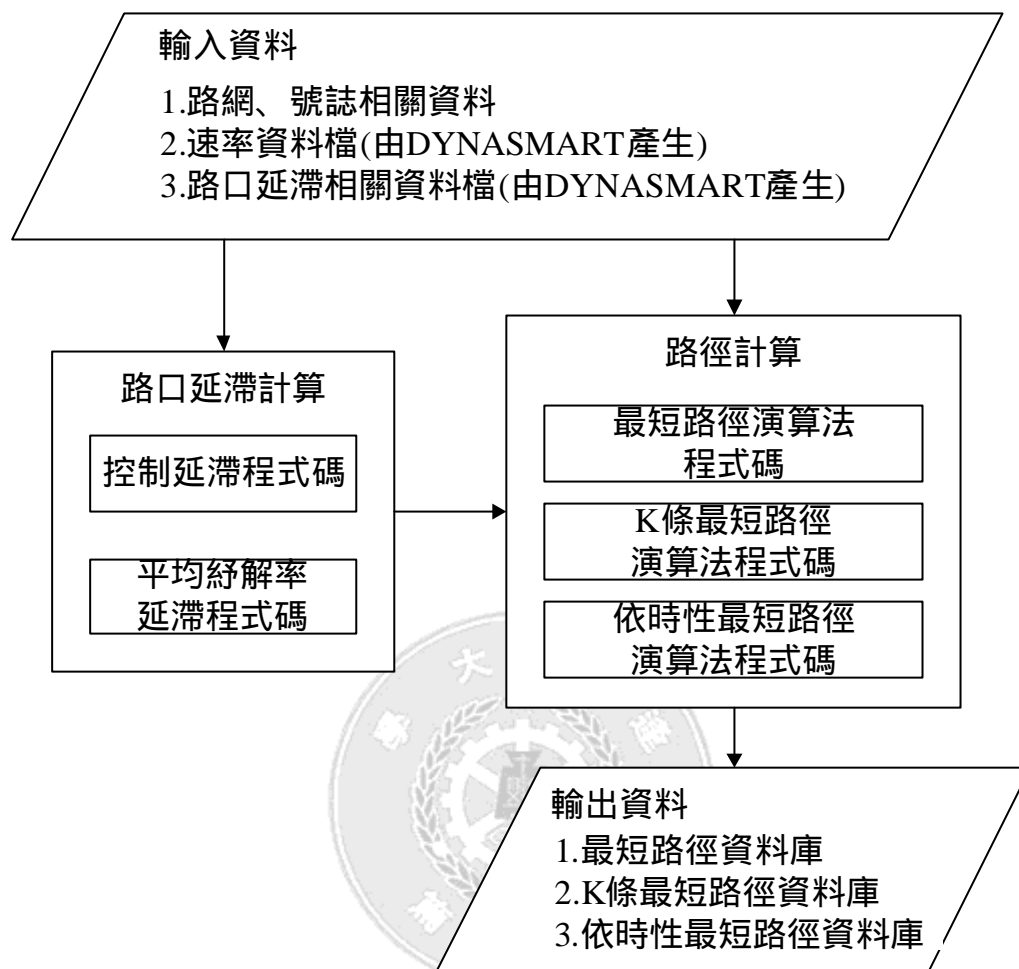 輸入資料
1.路網、號誌相關資料
2.速率資料檔(由DYNASMART產生)
3.路口延滯相關資料檔(由DYNASMART產生)
路口延滯計算
控制延滯程式碼
平均紓解率
延滯程式碼
路徑計算
最短路徑演算法
程式碼
K條最短路徑
演算法程式碼
依時性最短路徑
演算法程式碼
輸出資料
1.最短路徑資料庫
2.K條最短路徑資料庫
3.依時性最短路徑資料庫